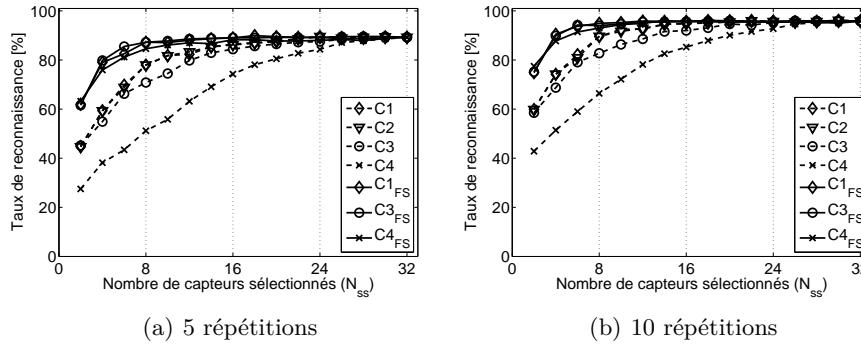 100
80
60
40
20
0
0 8 16 24 32
Taux de reconnaissance [%]
Nombre de capteurs sélectionnés (N_ss)
C1
C2
C3
C4
C1_FS
C3_FS
C4_FS
(a) 5 répétitions
100
80
60
40
20
0
0 8 16 24 32
Taux de reconnaissance [%]
Nombre de capteurs sélectionnés (N_ss)
C1
C2
C3
C4
C1_FS
C3_FS
C4_FS
(b) 10 répétitions